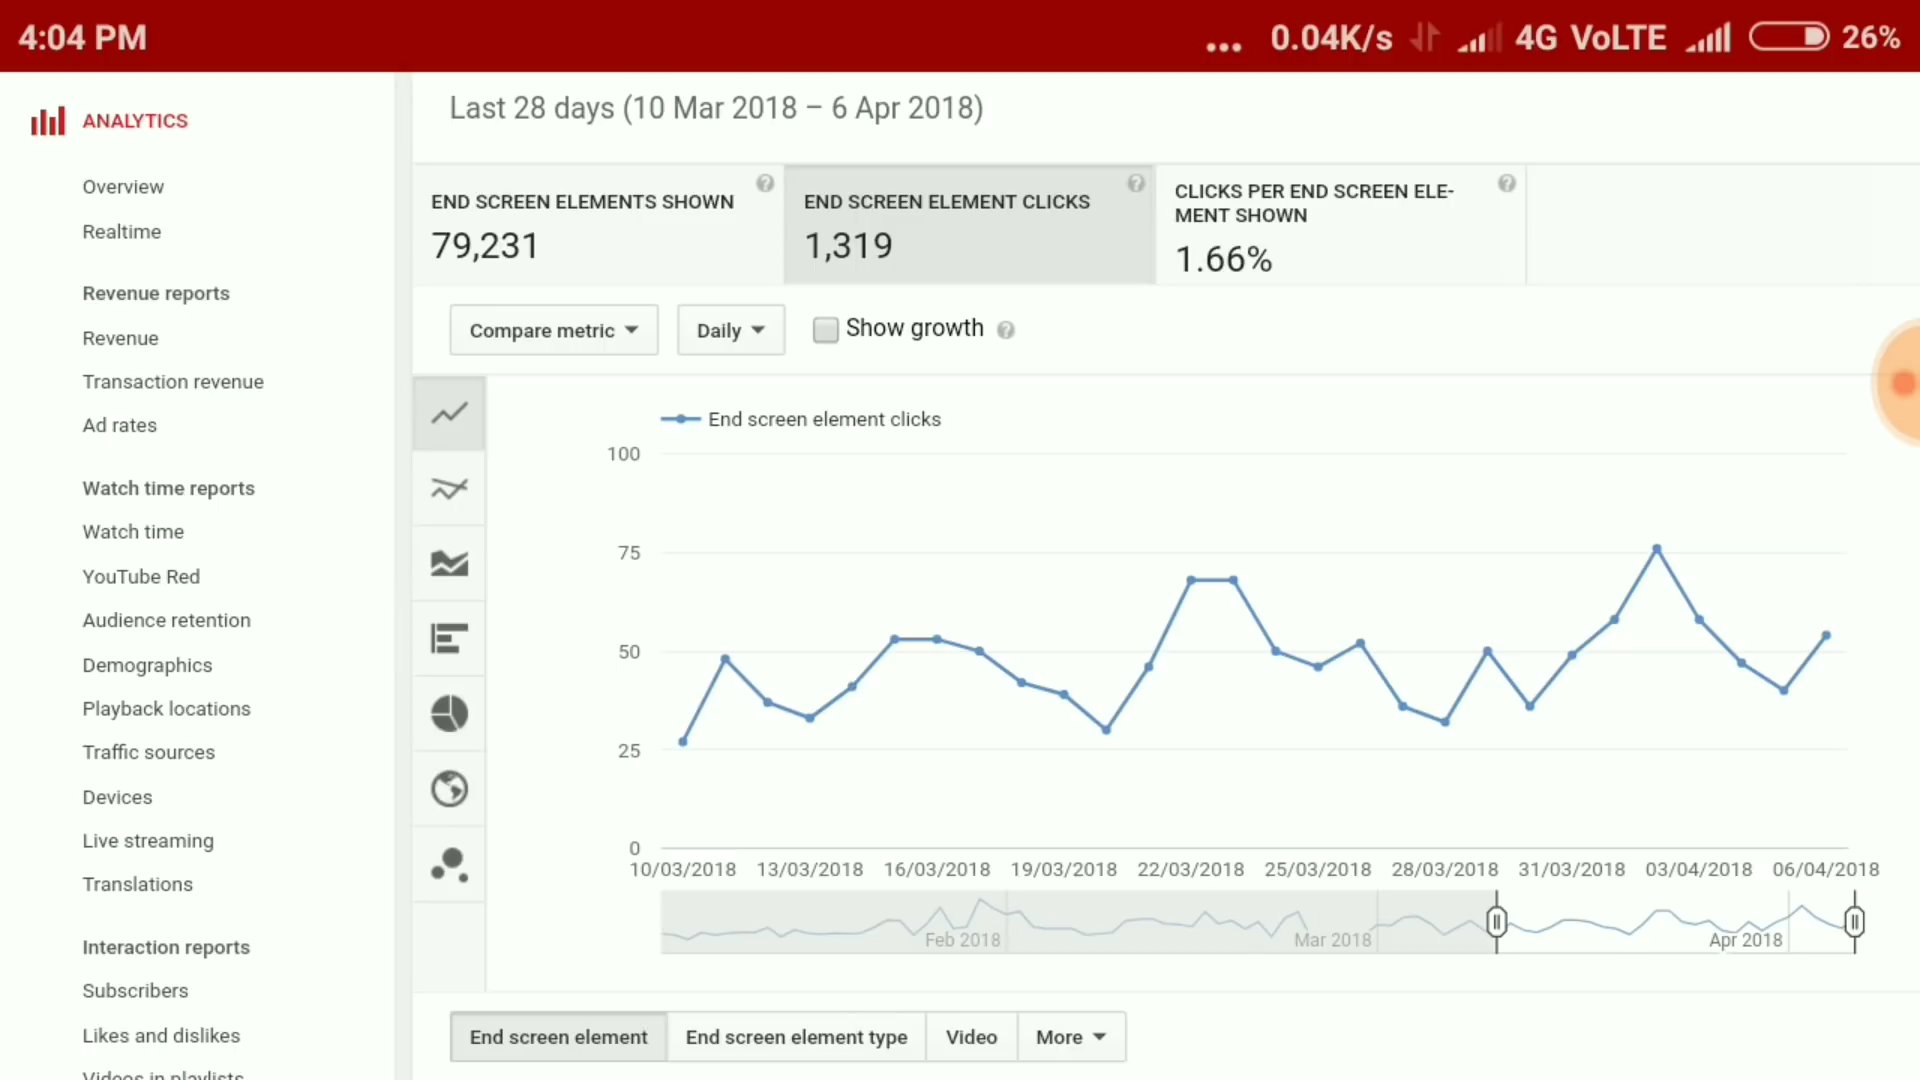 4:04 PM
... 0.04K/s 4G VoLTE 26%
ANALYTICS
Overview
Realtime
Revenue reports
Revenue
Transaction revenue
Ad rates
Watch time reports
Watch time
YouTube Red
Audience retention
Demographics
Playback locations
Traffic sources
Devices
Live streaming
Translations
Interaction reports
Subscribers
Likes and dislikes
Videos in playlists
Last 28 days (10 Mar 2018 – 6 Apr 2018)
END SCREEN ELEMENTS SHOWN
79,231
END SCREEN ELEMENT CLICKS
1,319
CLICKS PER END SCREEN ELE-
MENT SHOWN
1.66%
Compare metric
Daily
Show growth
End screen element clicks
100
75
50
25
0
10/03/2018 13/03/2018 16/03/2018 19/03/2018 22/03/2018 25/03/2018 28/03/2018 31/03/2018 03/04/2018 06/04/2018
Feb 2018 Mar 2018 Apr 2018
End screen element
End screen element type
Video
More